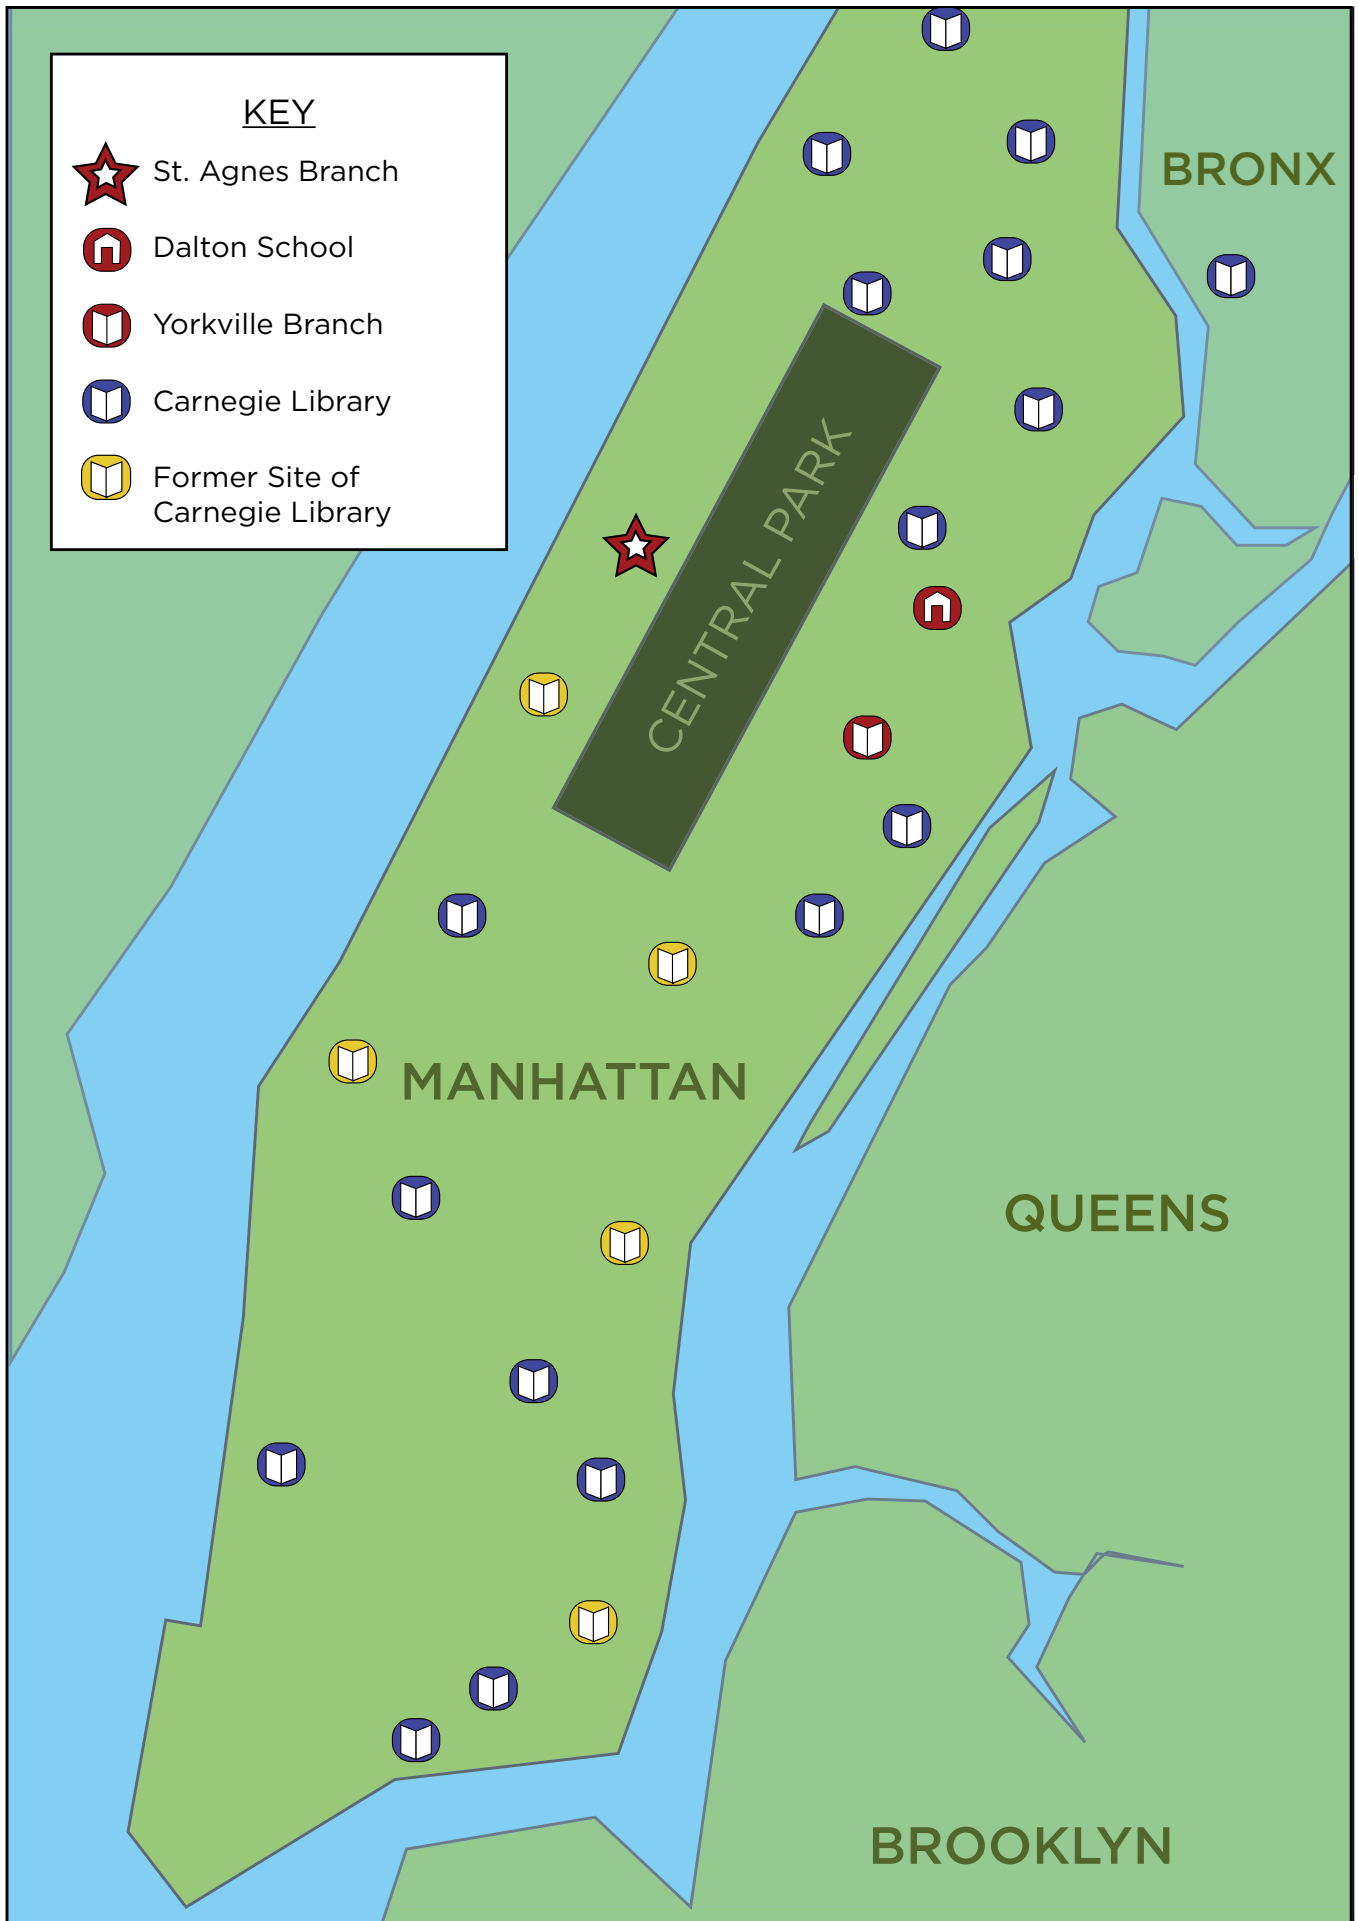 KEY
St. Agnes Branch
Dalton School
Yorkville Branch
Carnegie Library
Former Site of
Carnegie Library
BRONX
CENTRAL PARK
MANHATTAN
QUEENS
BROOKLYN